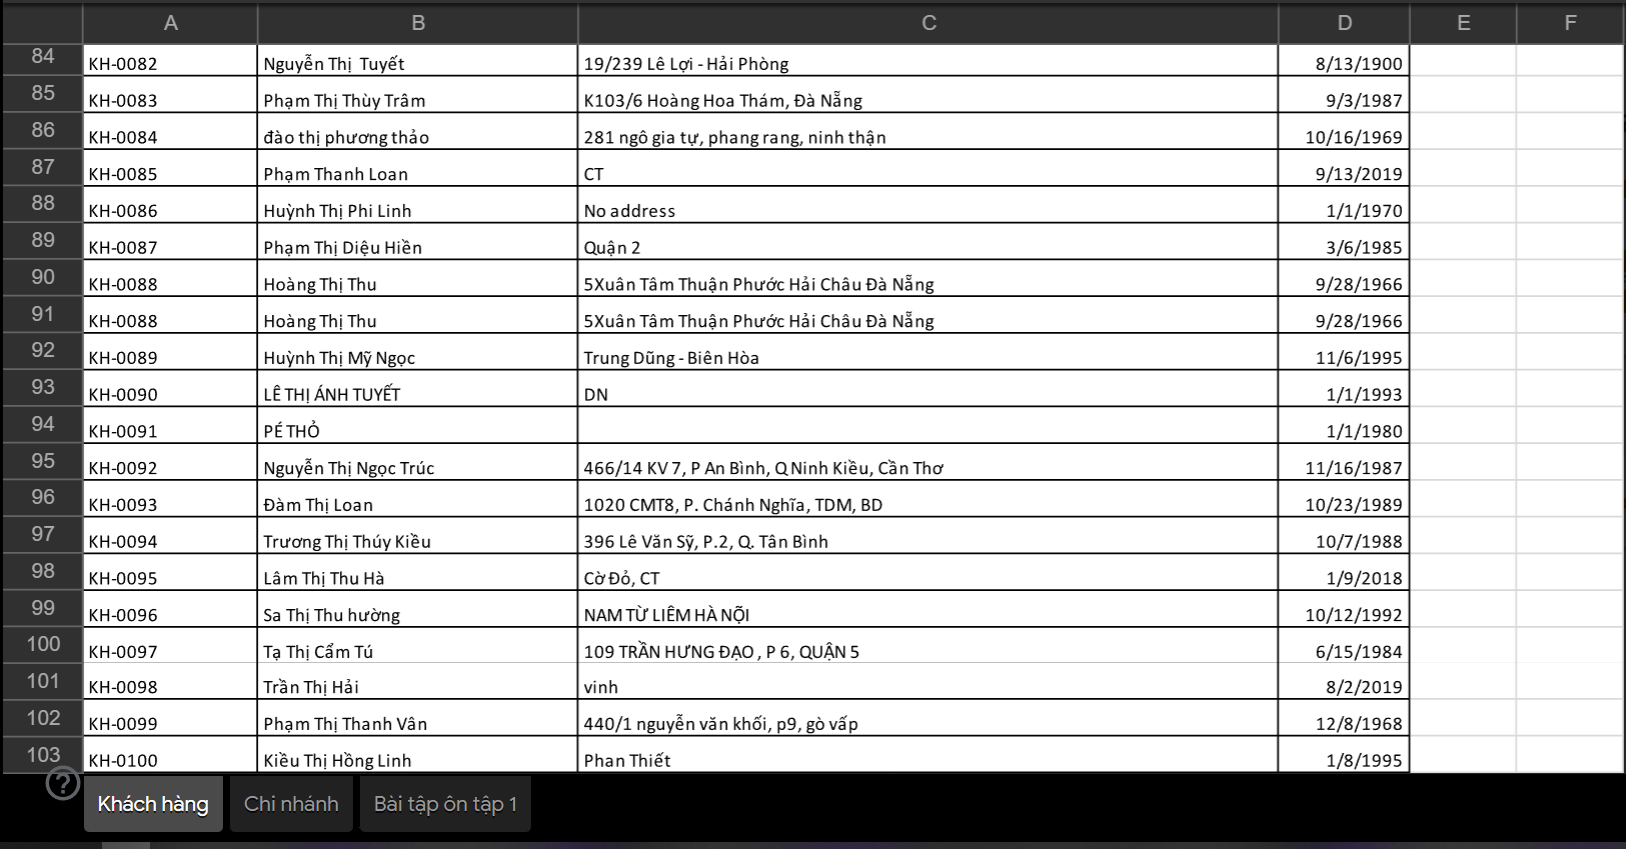 A B C D E F
84 KH-0082 Nguyễn Thị  Tuyết 19/239 Lê Lợi - Hải Phòng 8/13/1900
85 KH-0083 Phạm Thị Thùy Trâm K103/6 Hoàng Hoa Thám, Đà Nẵng 9/3/1987
86 KH-0084 đào thị phương thảo 281 ngô gia tự, phang rang, ninh thận 10/16/1969
87 KH-0085 Phạm Thanh Loan CT 9/13/2019
88 KH-0086 Huỳnh Thị Phi Linh No address 1/1/1970
89 KH-0087 Phạm Thị Diệu Hiền Quận 2 3/6/1985
90 KH-0088 Hoàng Thị Thu 5Xuân Tâm Thuận Phước Hải Châu Đà Nẵng 9/28/1966
91 KH-0088 Hoàng Thị Thu 5Xuân Tâm Thuận Phước Hải Châu Đà Nẵng 9/28/1966
92 KH-0089 Huỳnh Thị Mỹ Ngọc Trung Dũng - Biên Hòa 11/6/1995
93 KH-0090 LÊ THỊ ÁNH TUYẾT DN 1/1/1993
94 KH-0091 PÉ THỎ 1/1/1980
95 KH-0092 Nguyễn Thị Ngọc Trúc 466/14 KV 7, P An Bình, Q Ninh Kiều, Cần Thơ 11/16/1987
96 KH-0093 Đàm Thị Loan 1020 CMT8, P. Chánh Nghĩa, TDM, BD 10/23/1989
97 KH-0094 Trương Thị Thúy Kiều 396 Lê Văn Sỹ, P.2, Q. Tân Bình 10/7/1988
98 KH-0095 Lâm Thị Thu Hà Cờ Đỏ, CT 1/9/2018
99 KH-0096 Sa Thị Thu hường NAM TỪ LIÊM HÀ NỘI 10/12/1992
100 KH-0097 Tạ Thị Cẩm Tú 109 TRẦN HƯNG ĐẠO , P 6, QUẬN 5 6/15/1984
101 KH-0098 Trần Thị Hải vinh 8/2/2019
102 KH-0099 Phạm Thị Thanh Vân 440/1 nguyễn văn khối, p9, gò vấp 12/8/1968
103 KH-0100 Kiều Thị Hồng Linh Phan Thiết 1/8/1995
? Khách hàng Chi nhánh Bài tập ôn tập 1